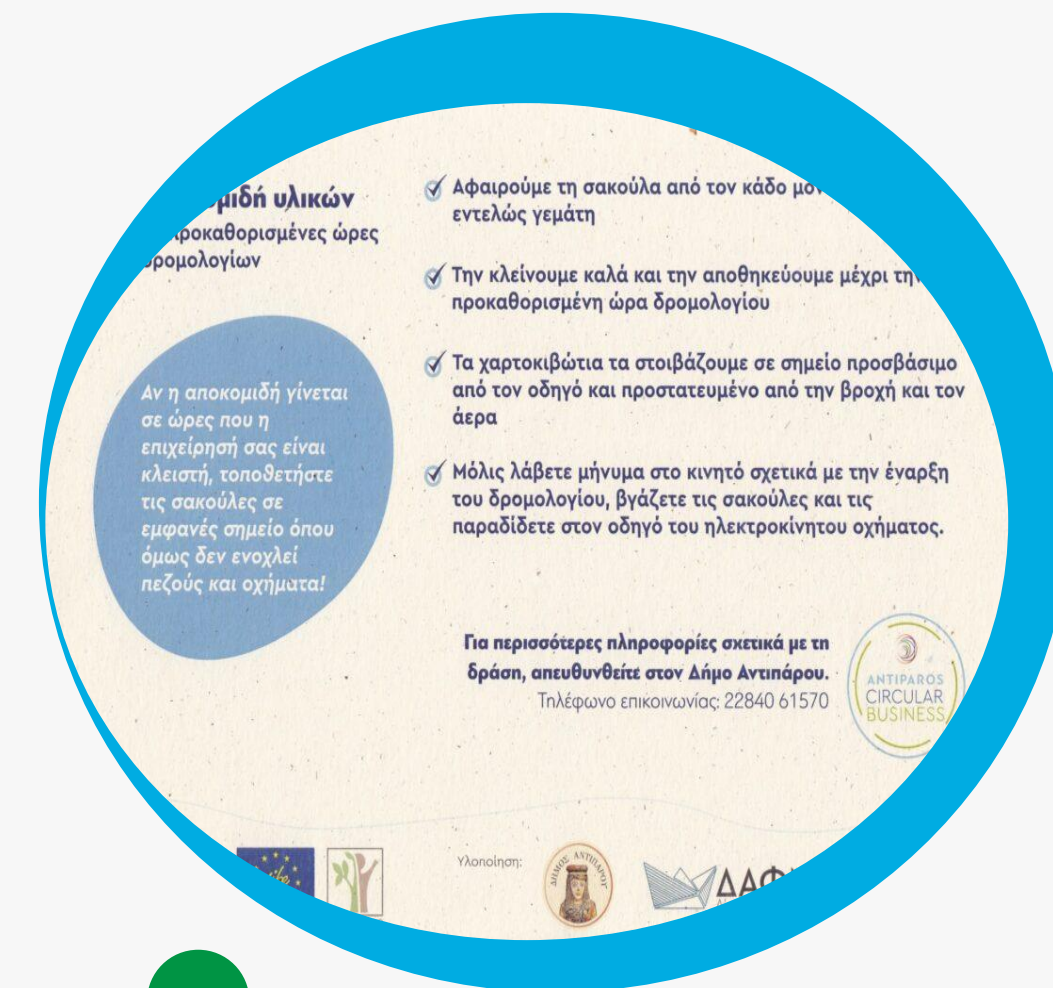 υλικών
ώρες
δρομολογίων
Αν η αποκομιδή γίνεται
σε ώρες που η
επιχείρησή σας είναι
κλειστή, τοποθετήστε
τις σακούλες σε
εμφανές σημείο όπου
όμως δεν ενοχλεί
πεζούς και οχήματα!
Αφαιρούμε τη σακούλα από τον κάδο
εντελώς γεμάτη
Την κλείνουμε καλά και την αποθηκεύουμε μέχρι την
προκαθορισμένη ώρα δρομολογίου
Τα χαρτοκιβώτια τα στοιβάζουμε σε σημείο προσβάσιμο
από τον οδηγό και προστατευμένο από την βροχή και τον
άερα
Μόλις λάβετε μήνυμα στο κινητό σχετικά με την έναρξη
του δρομολογίου, βγάζετε τις σακούλες και τις
παραδίδετε στον οδηγό του ηλεκτροκίνητου οχήματος.
Για περισσότερες πληροφορίες σχετικά με τη
δράση, απευθυνθείτε στον Δήμο Αντιπάρου.
Τηλέφωνο επικοινωνίας: 22840 61570
ANTIPAROS
CIRCULAR
BUSINESS
Υλοποίηση:
ΔΗΜΟΣ ΑΝΤΙΠΑΡΟΥ